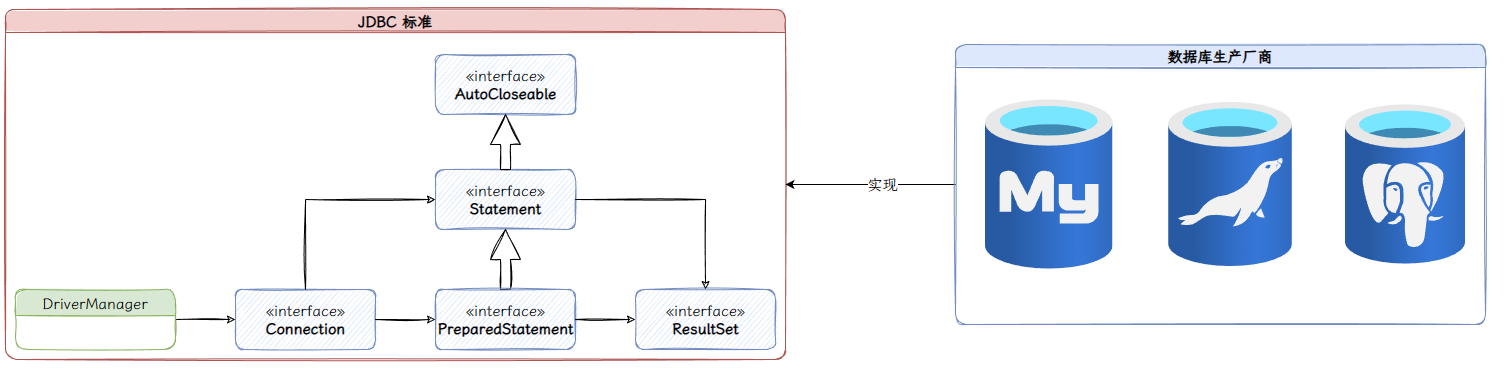 JDBC 标准
«interface»
AutoCloseable
«interface»
Statement
DriverManager
«interface»
Connection
«interface»
PreparedStatement
«interface»
ResultSet
实现
数据库生产厂商
My